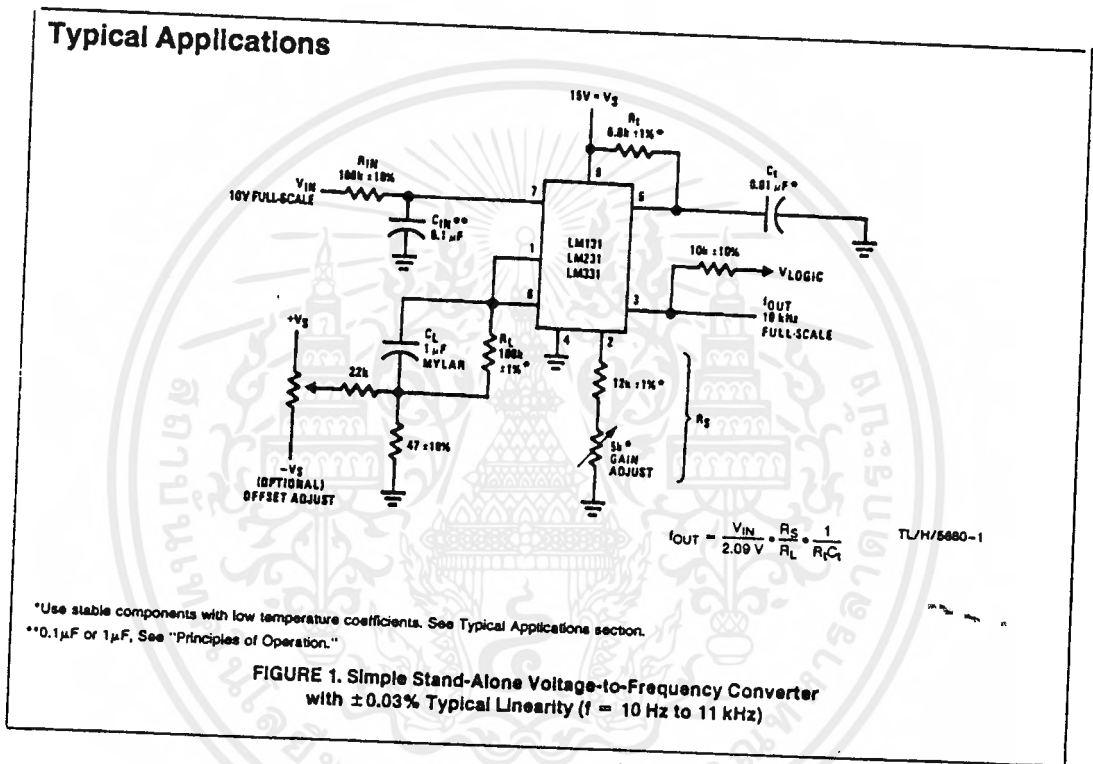 Typical Applications
15V = VS
Rt
6.8k ±1%*
RIN
100k ±10%
VIN
10V FULL-SCALE
CIN**
0.1 µF
7
8
5
Ct
0.01 µF*
LM131
LM231
LM331
1
6
10k ±10%
VLOGIC
3
fOUT
10 kHz
FULL-SCALE
4
2
CL
1 µF
MYLAR
RL
100k
±1%*
+VS
22k
47 ±10%
-VS
(OPTIONAL)
OFFSET ADJUST
12k ±1%*
RS
5k*
GAIN
ADJUST
fOUT = VIN/2.09 V • RS/RL • 1/RtCt
TL/H/5680-1
*Use stable components with low temperature coefficients. See Typical Applications section.
**0.1µF or 1µF, See "Principles of Operation."
FIGURE 1. Simple Stand-Alone Voltage-to-Frequency Converter
with ±0.03% Typical Linearity (f = 10 Hz to 11 kHz)